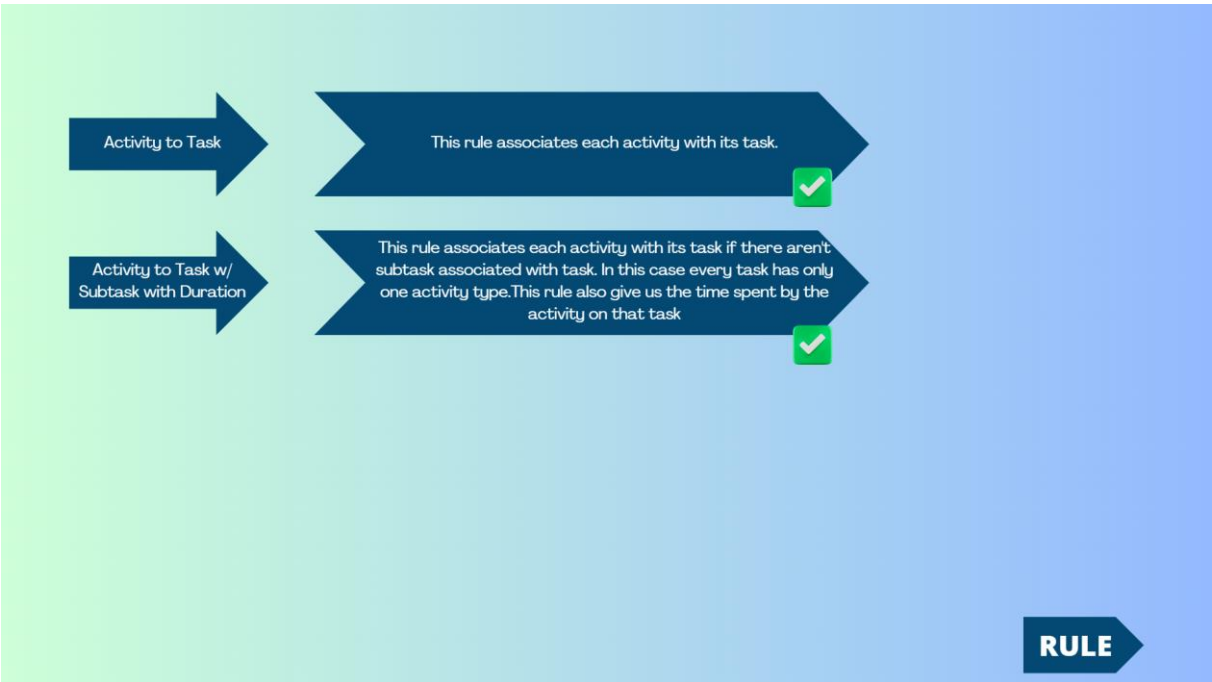 Activity to Task
This rule associates each activity with its task.
Activity to Task w/
Subtask with Duration
This rule associates each activity with its task if there aren't
subtask associated with task. In this case every task has only
one activity type.This rule also give us the time spent by the
activity on that task
RULE